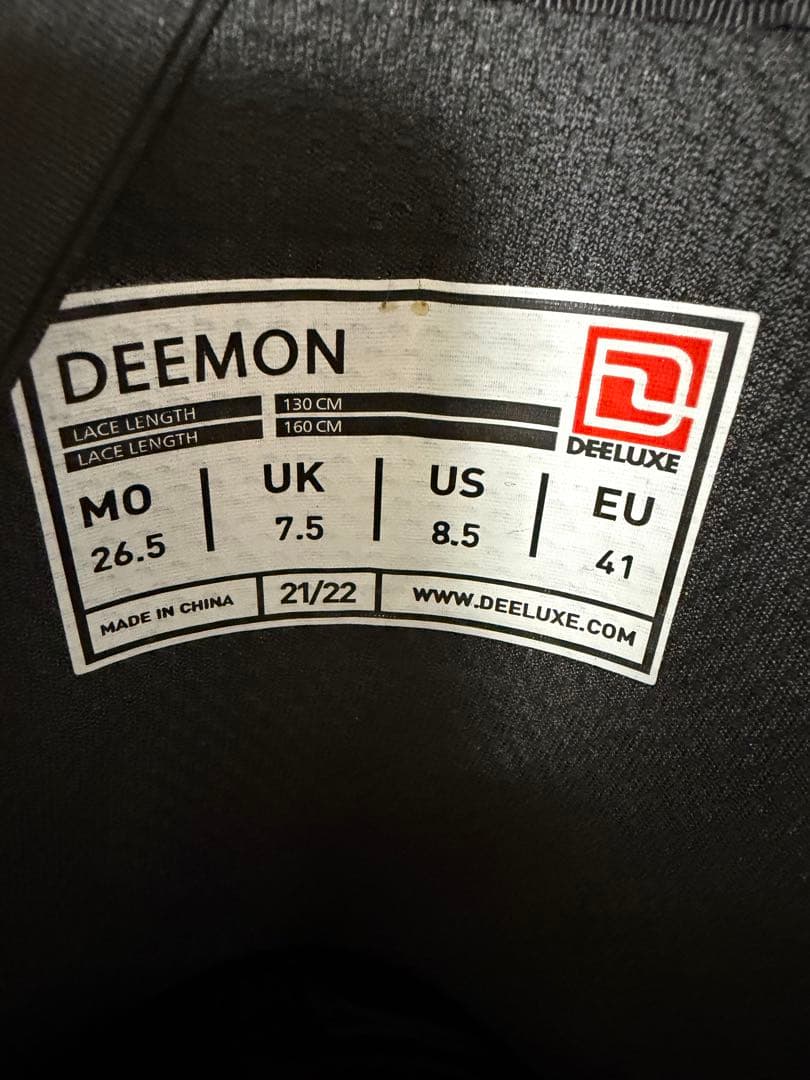 DEEMON
LACE LENGTH 130 CM
LACE LENGTH 160 CM
DEELUXE
MO UK US EU
26.5 7.5 8.5 41
MADE IN CHINA 21/22 WWW.DEELUXE.COM